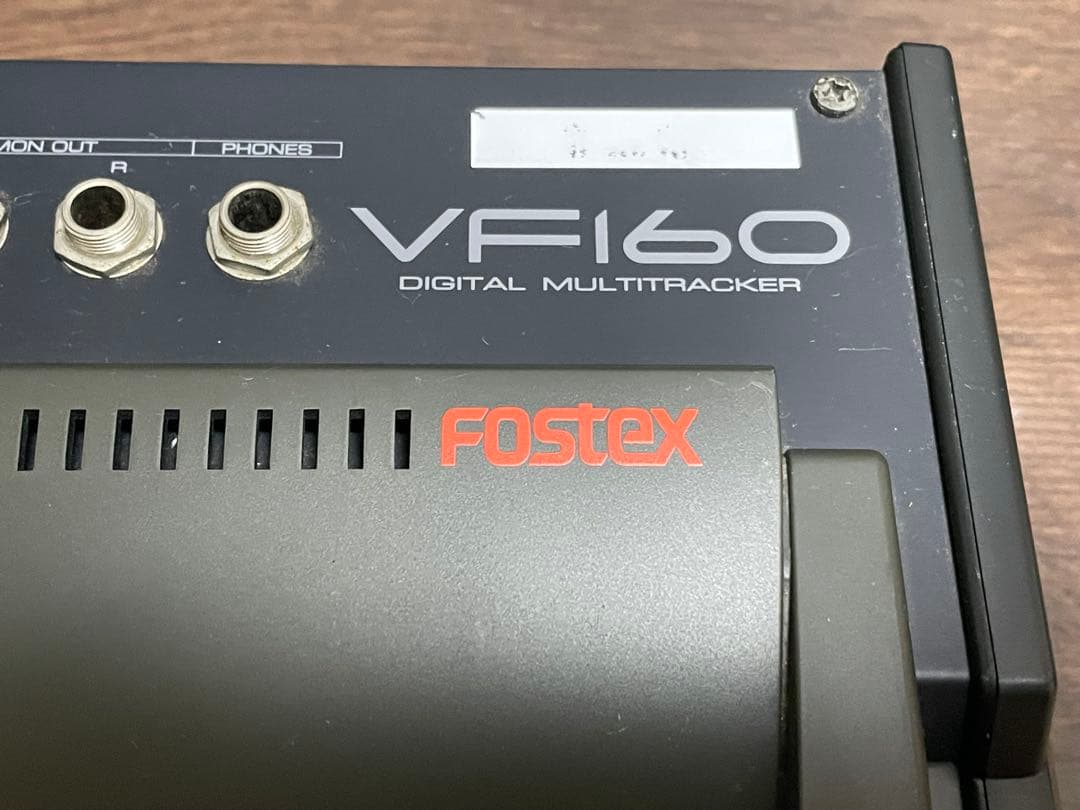 MON OUT
PHONES
R
VF160
DIGITAL MULTITRACKER
FOSTEX